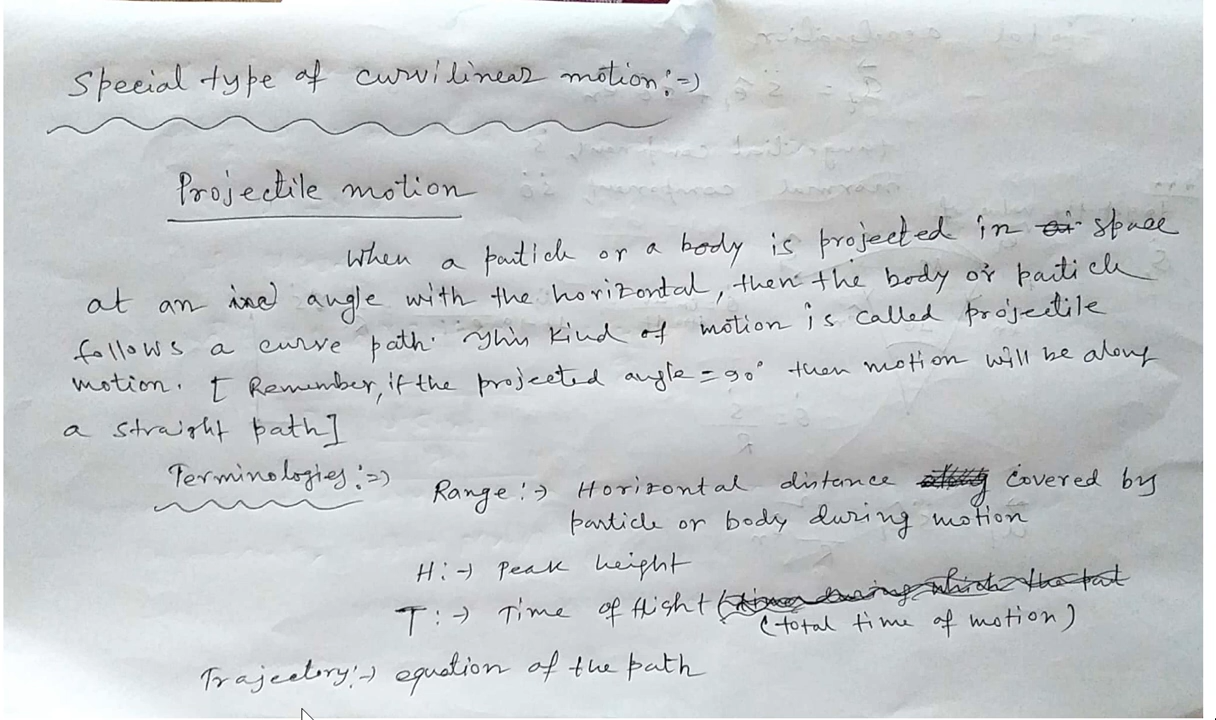 Special type of curvilinear motion :⇒
Projectile motion
When a particle or a body is projected in space
at an angle with the horizontal, then the body or particle
follows a curve path. This kind of motion is called projectile
motion. [ Remember, if the projected angle = 90° then motion will be along
a straight path]
Terminologies :⇒
Range :→ Horizontal distance covered by
particle or body during motion
H :→ Peak height
T :→ Time of flight
(total time of motion)
Trajectory :→ equation of the path